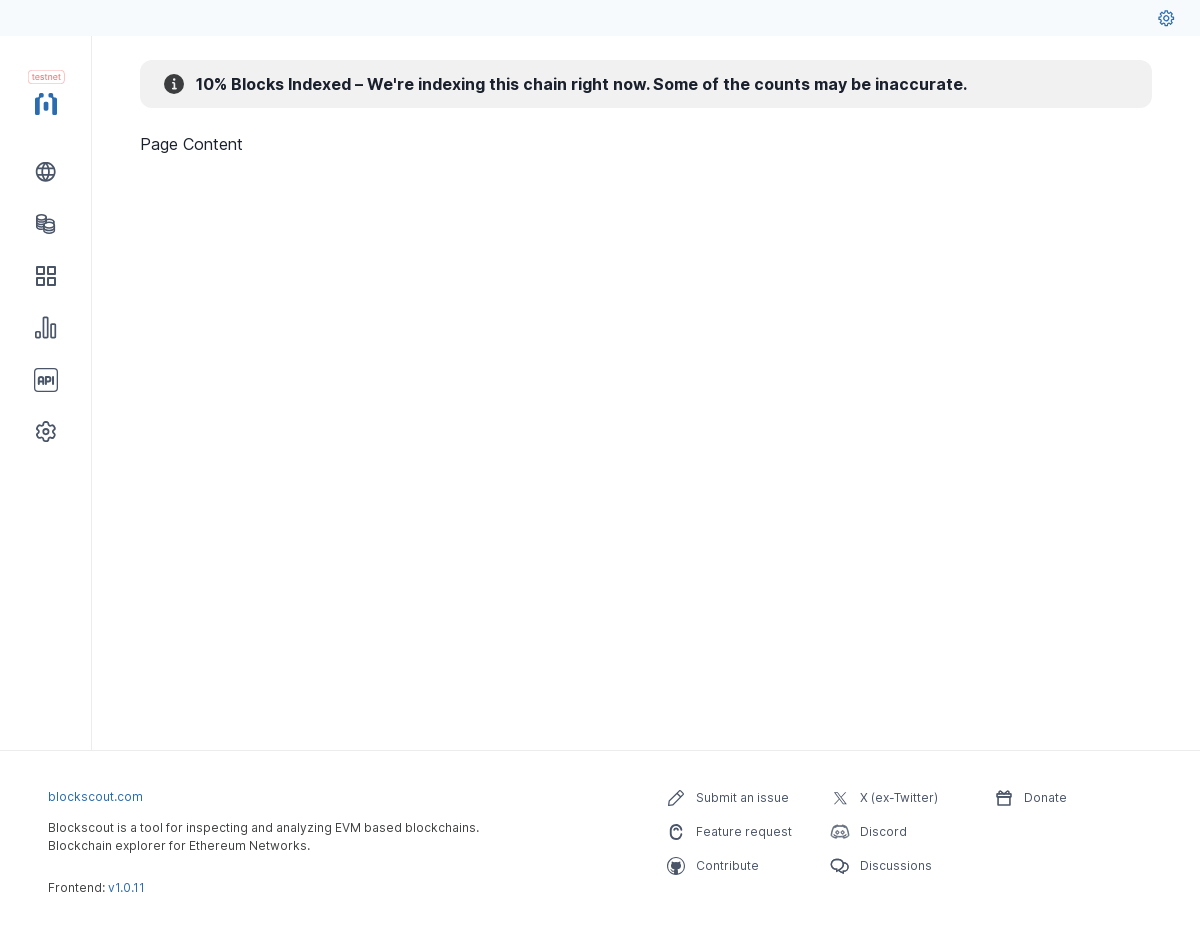 testnet
10% Blocks Indexed – We're indexing this chain right now. Some of the counts may be inaccurate.
Page Content
API
blockscout.com
Blockscout is a tool for inspecting and analyzing EVM based blockchains.
Blockchain explorer for Ethereum Networks.
Frontend: v1.0.11
Submit an issue
Feature request
Contribute
X (ex-Twitter)
Discord
Discussions
Donate